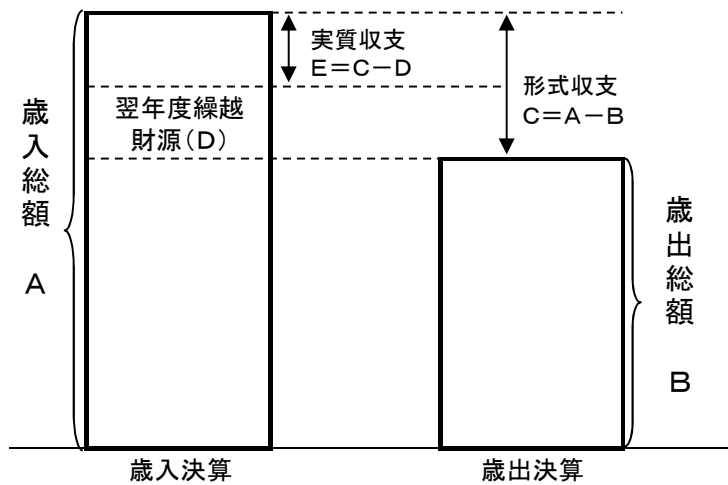 実質収支
E=C-D
形式収支
C=A-B
翌年度繰越
財源(D)
歳入総額 A
歳出総額 B
歳入決算
歳出決算